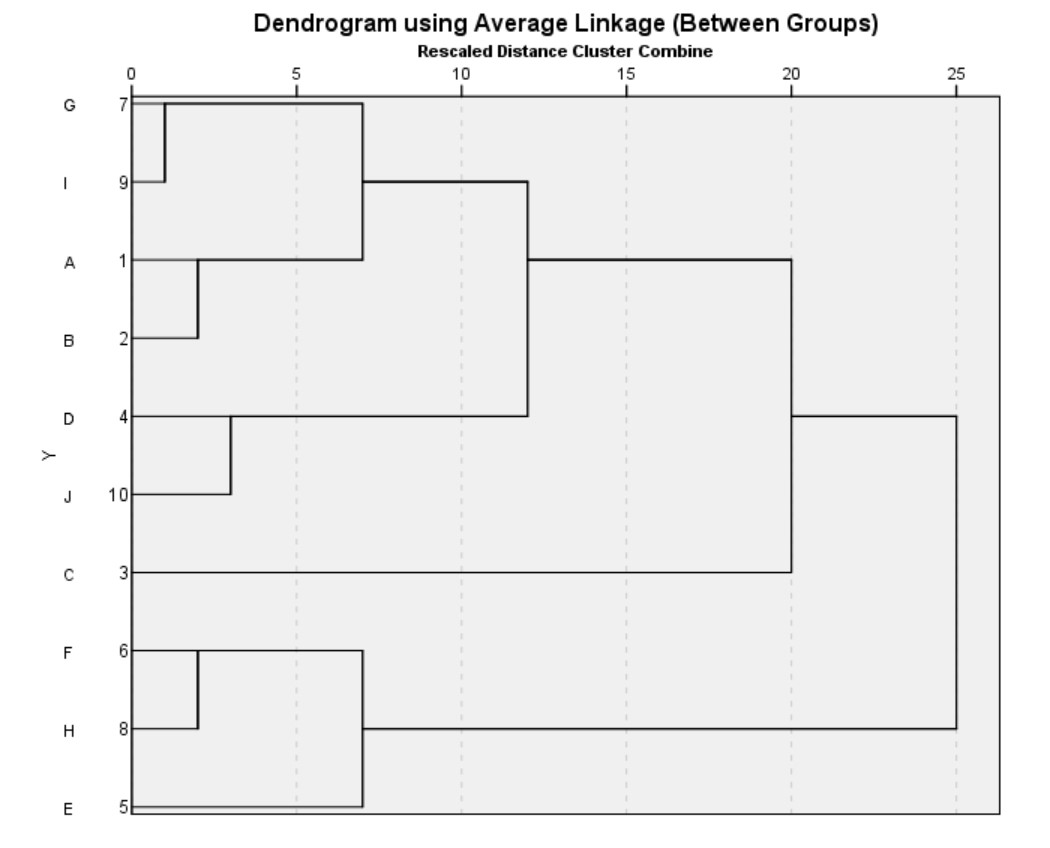 Dendrogram using Average Linkage (Between Groups)
Rescaled Distance Cluster Combine
0 5 10 15 20 25
G 7
I 9
A 1
B 2
D 4
Y
J 10
C 3
F 6
H 8
E 5